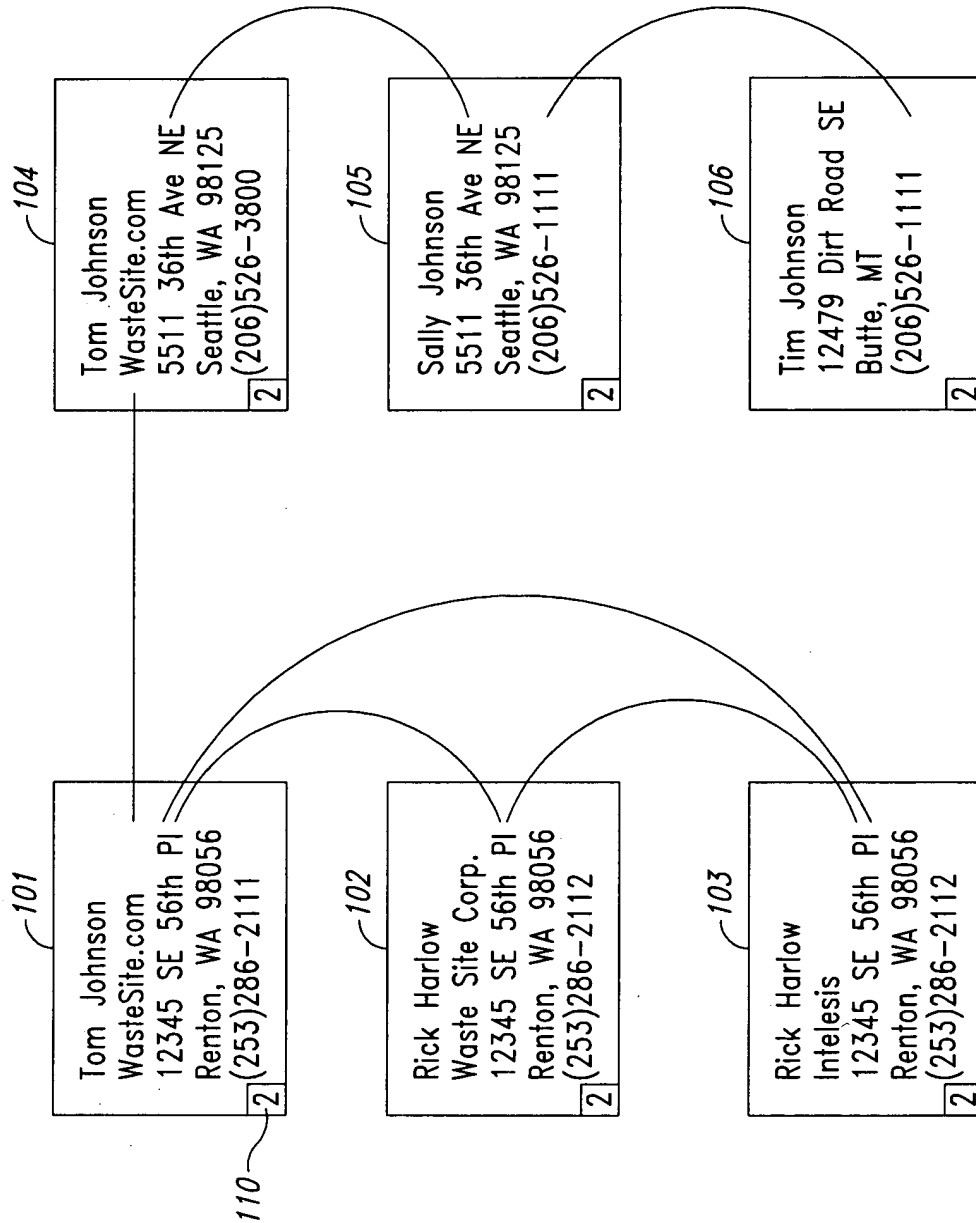 101
Tom Johnson
WasteSite.com
12345 SE 56th Pl
Renton, WA 98056
(253)286-2111
2
110
102
Rick Harlow
Waste Site Corp.
12345 SE 56th Pl
Renton, WA 98056
(253)286-2112
2
103
Rick Harlow
Intelesis
12345 SE 56th Pl
Renton, WA 98056
(253)286-2112
2
104
Tom Johnson
WasteSite.com
5511 36th Ave NE
Seattle, WA 98125
(206)526-3800
2
105
Sally Johnson
5511 36th Ave NE
Seattle, WA 98125
(206)526-1111
2
106
Tim Johnson
12479 Dirt Road SE
Butte, MT
(206)526-1111
2